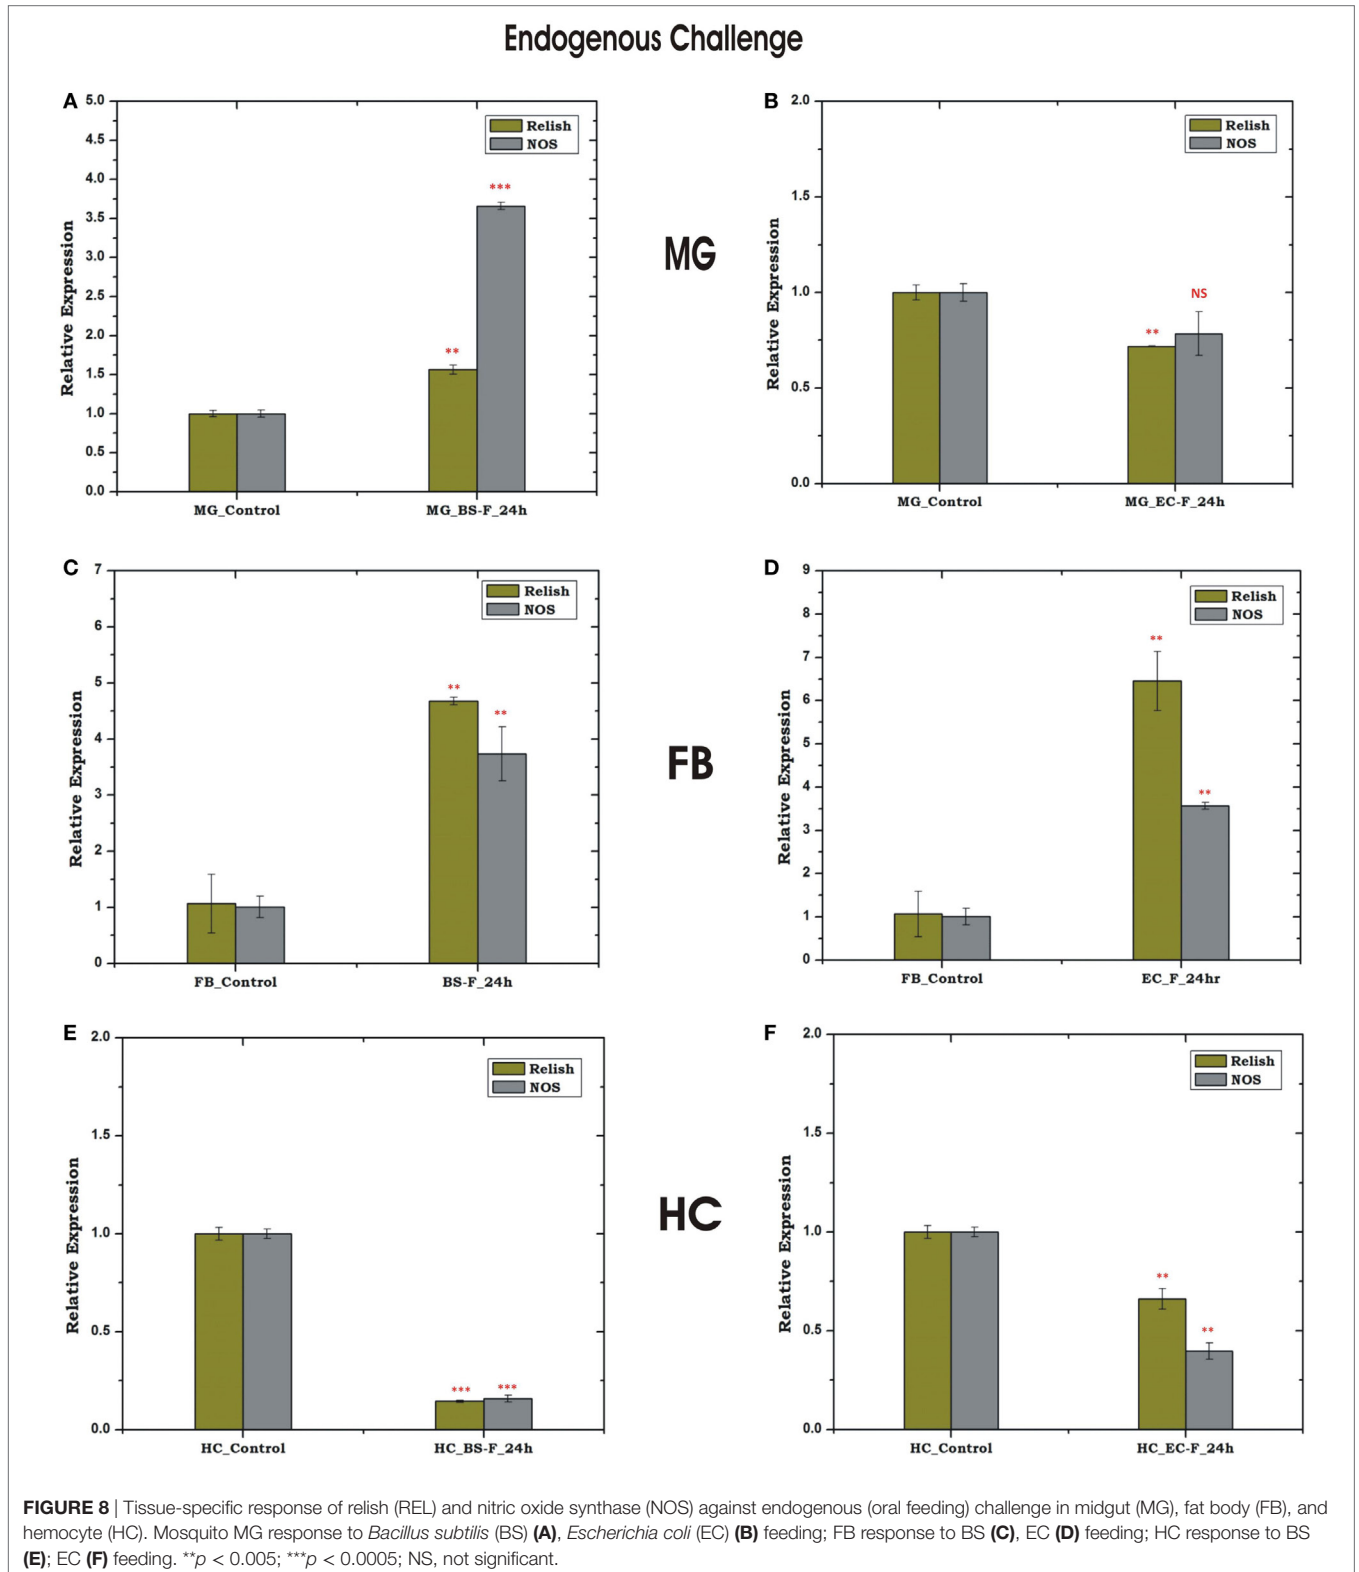 Endogenous Challenge
A
5.0
4.5
4.0
3.5
3.0
2.5
2.0
1.5
1.0
0.5
0.0
Relative Expression
Relish
NOS
**
***
MG_Control
MG_BS-F_24h
MG
B
2.0
1.5
1.0
0.5
0.0
Relative Expression
Relish
NOS
**
NS
MG_Control
MG_EC-F_24h
C
7
6
5
4
3
2
1
0
Relative Expression
Relish
NOS
**
**
FB_Control
BS-F_24h
FB
D
9
8
7
6
5
4
3
2
1
0
Relative Expression
Relish
NOS
**
**
FB_Control
EC_F_24hr
E
2.0
1.5
1.0
0.5
0.0
Relative Expression
Relish
NOS
***
***
HC_Control
HC_BS-F_24h
HC
F
2.0
1.5
1.0
0.5
0.0
Relative Expression
Relish
NOS
**
**
HC_Control
HC_EC-F_24h
FIGURE 8 | Tissue-specific response of relish (REL) and nitric oxide synthase (NOS) against endogenous (oral feeding) challenge in midgut (MG), fat body (FB), and
hemocyte (HC). Mosquito MG response to Bacillus subtilis (BS) (A), Escherichia coli (EC) (B) feeding; FB response to BS (C), EC (D) feeding; HC response to BS
(E); EC (F) feeding. **p < 0.005; ***p < 0.0005; NS, not significant.